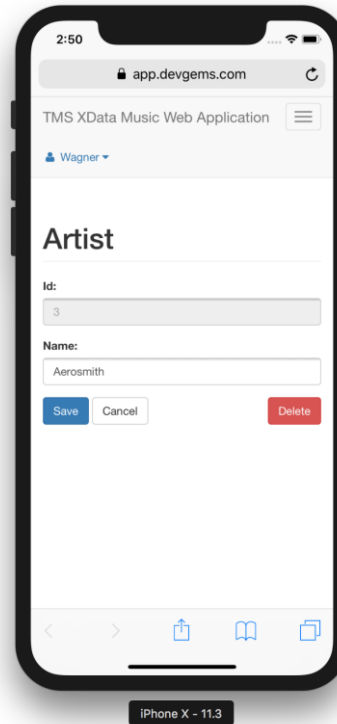 2:50
app.devgems.com
TMS XData Music Web Application
Wagner
Artist
Id:
3
Name:
Aerosmith
Save Cancel Delete
iPhone X - 11.3